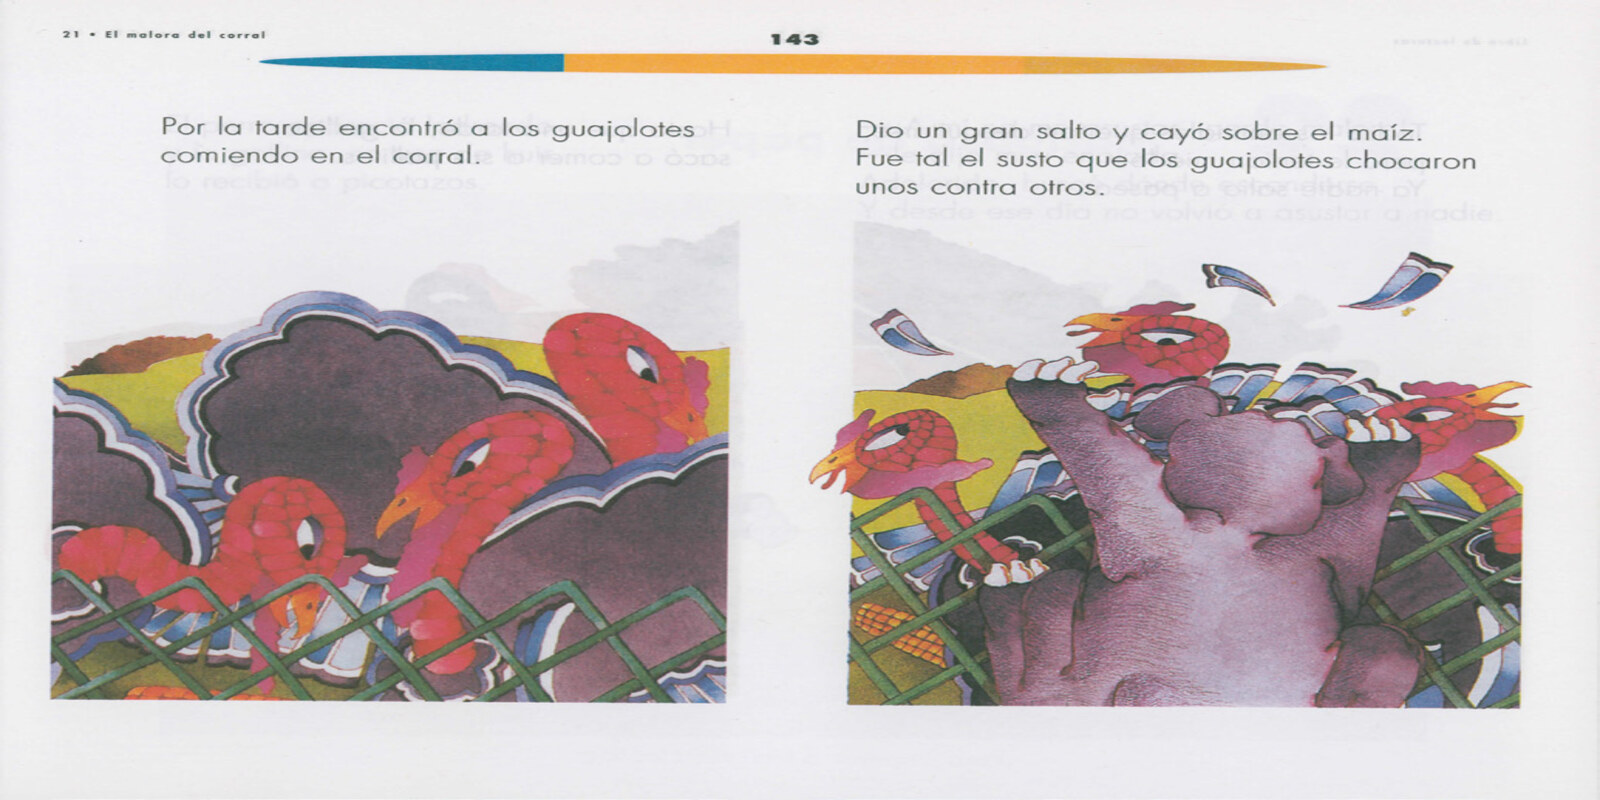 21 • El malora del corral
143
Por la tarde encontró a los guajolotes
comiendo en el corral.
Dio un gran salto y cayó sobre el maíz.
Fue tal el susto que los guajolotes chocaron
unos contra otros.